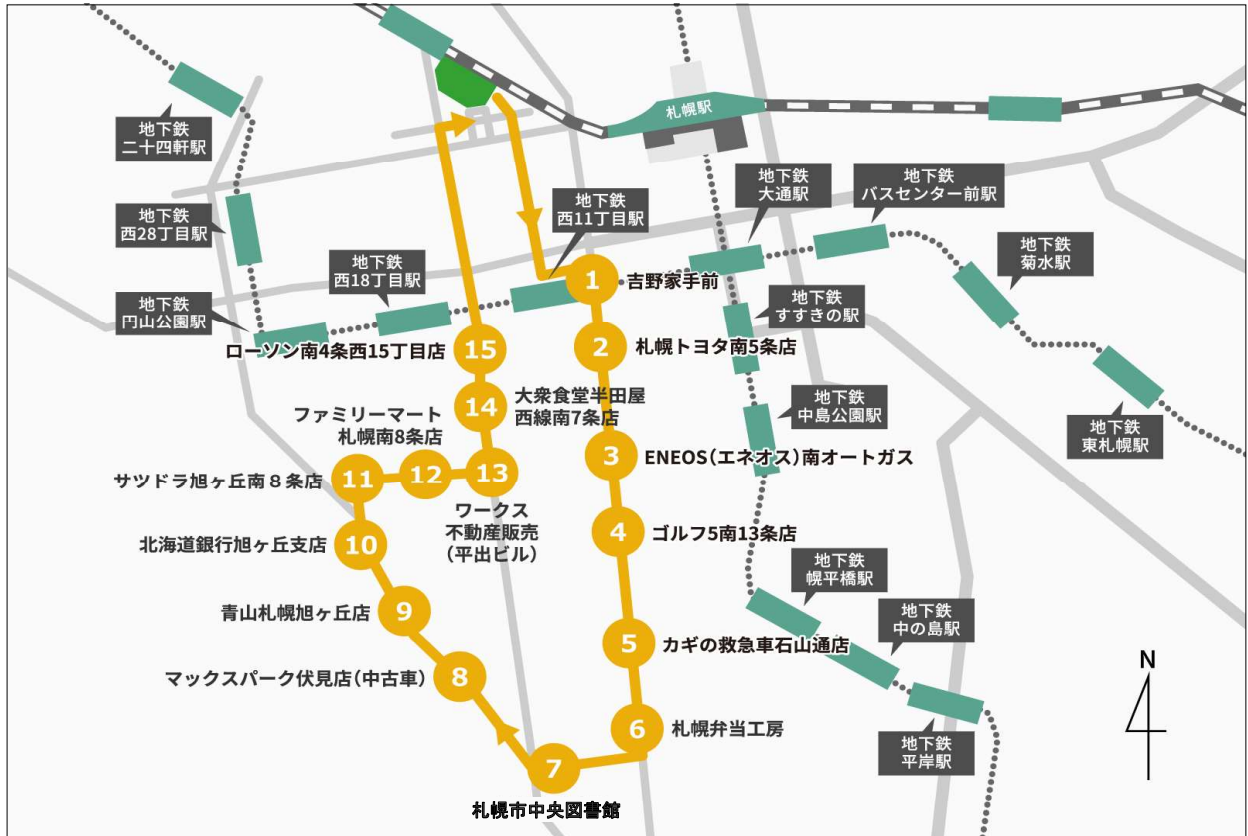 札幌駅
地下鉄
二十四軒駅
地下鉄
西28丁目駅
地下鉄
円山公園駅
地下鉄
西18丁目駅
地下鉄
西11丁目駅
地下鉄
大通駅
地下鉄
バスセンター前駅
地下鉄
菊水駅
地下鉄
東札幌駅
地下鉄
すすきの駅
地下鉄
中島公園駅
地下鉄
幌平橋駅
地下鉄
中の島駅
地下鉄
平岸駅
1
吉野家手前
2
札幌トヨタ南5条店
3
ENEOS(エネオス)南オートガス
4
ゴルフ5南13条店
5
カギの救急車石山通店
6
札幌弁当工房
7
札幌市中央図書館
8
マックスパーク伏見店(中古車)
9
青山札幌旭ヶ丘店
10
北海道銀行旭ヶ丘支店
11
サツドラ旭ヶ丘南8条店
12
ファミリーマート
札幌南8条店
13
ワークス
不動産販売
(平出ビル)
14
大衆食堂半田屋
西線南7条店
15
ローソン南4条西15丁目店
N